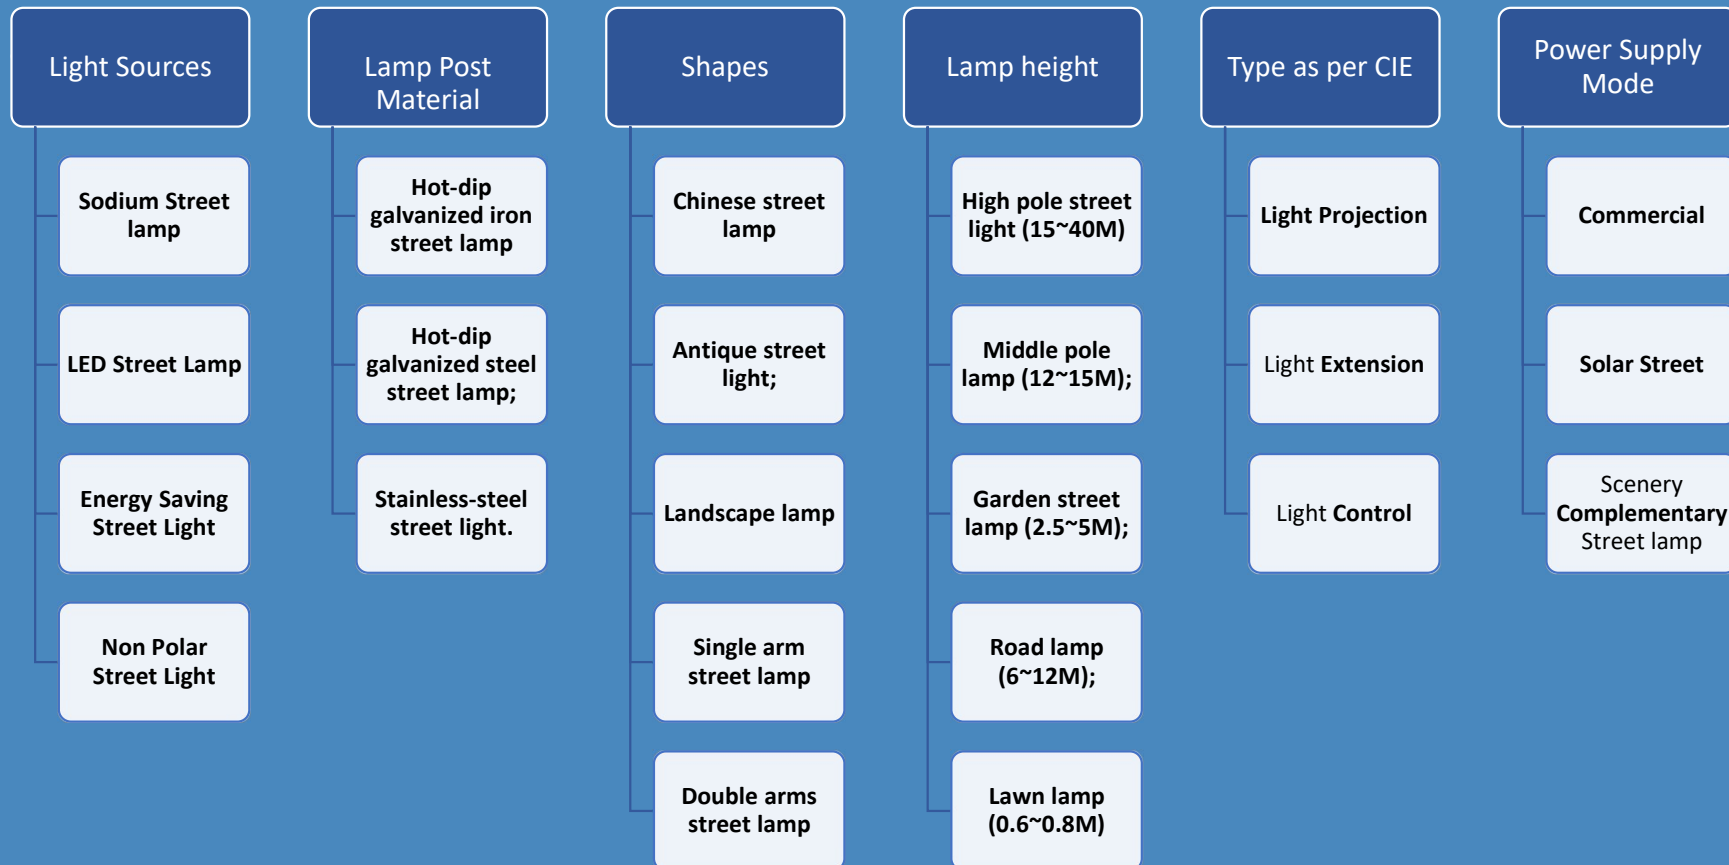 Light Sources
Sodium Street
lamp
LED Street Lamp
Energy Saving
Street Light
Non Polar
Street Light
Lamp Post
Material
Hot-dip
galvanized iron
street lamp
Hot-dip
galvanized steel
street lamp;
Stainless-steel
street light.
Shapes
Chinese street
lamp
Antique street
light;
Landscape lamp
Single arm
street lamp
Double arms
street lamp
Lamp height
High pole street
light (15~40M)
Middle pole
lamp (12~15M);
Garden street
lamp (2.5~5M);
Road lamp
(6~12M);
Lawn lamp
(0.6~0.8M)
Type as per CIE
Light Projection
Light Extension
Light Control
Power Supply
Mode
Commercial
Solar Street
Scenery
Complementary
Street lamp